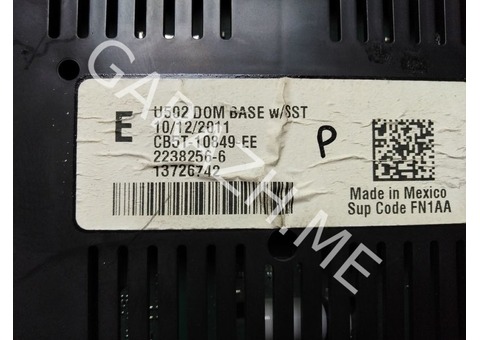 E
U502 DOM BASE w/SST
10/12/2011
CB5T-10849-EE
2238256-6
13726742
P
Made in Mexico
Sup Code FN1AA
GARAZH.ME